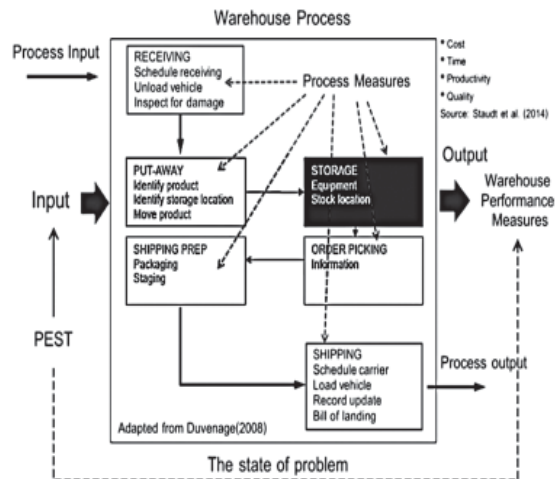 Warehouse Process
Process Input
RECEIVING
Schedule receiving
Unload vehicle
Inspect for damage
Process Measures
* Cost
* Time
* Productivity
* Quality
Source: Staudt et al. (2014)
Input
PUT-AWAY
Identify product
Identify storage location
Move product
STORAGE
Equipment
Stock location
Output
Warehouse
Performance
Measures
SHIPPING PREP
Packaging
Staging
ORDER PICKING
Information
PEST
SHIPPING
Schedule carrier
Load vehicle
Record update
Bill of landing
Process output
Adapted from Duvenage(2008)
The state of problem